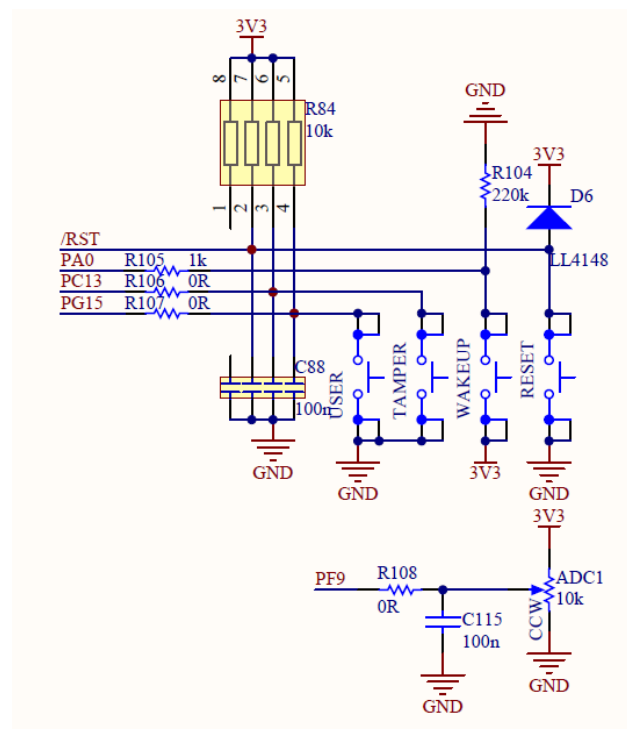 3V3
8 7 6 5
R84
10k
1 2 3 4
GND
R104
220k
3V3
D6
LL4148
/RST
PA0 R105 1k
PC13 R106 0R
PG15 R107 0R
C88
100n
USER
TAMPER
WAKEUP
RESET
GND
GND
3V3
GND
3V3
PF9
R108
0R
C115
100n
CCW
ADC1
10k
GND
GND